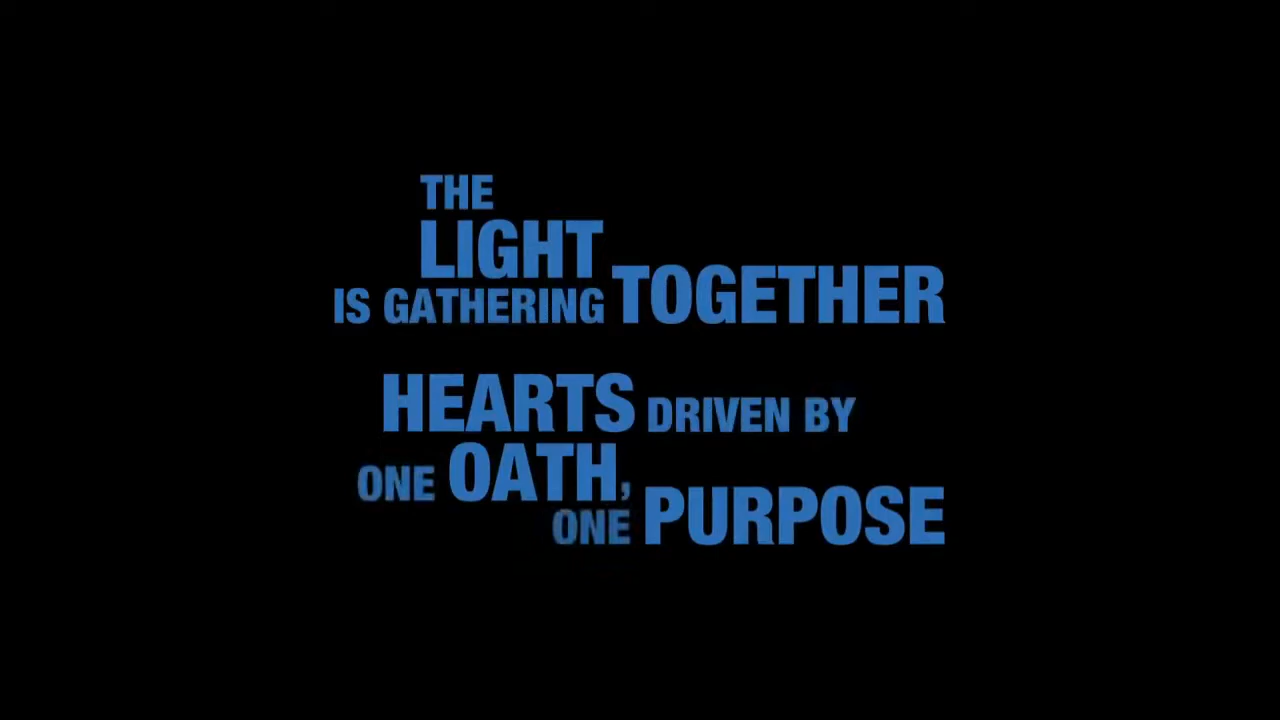 THE
LIGHT
IS GATHERING TOGETHER
HEARTS DRIVEN BY
ONE OATH,
ONE PURPOSE